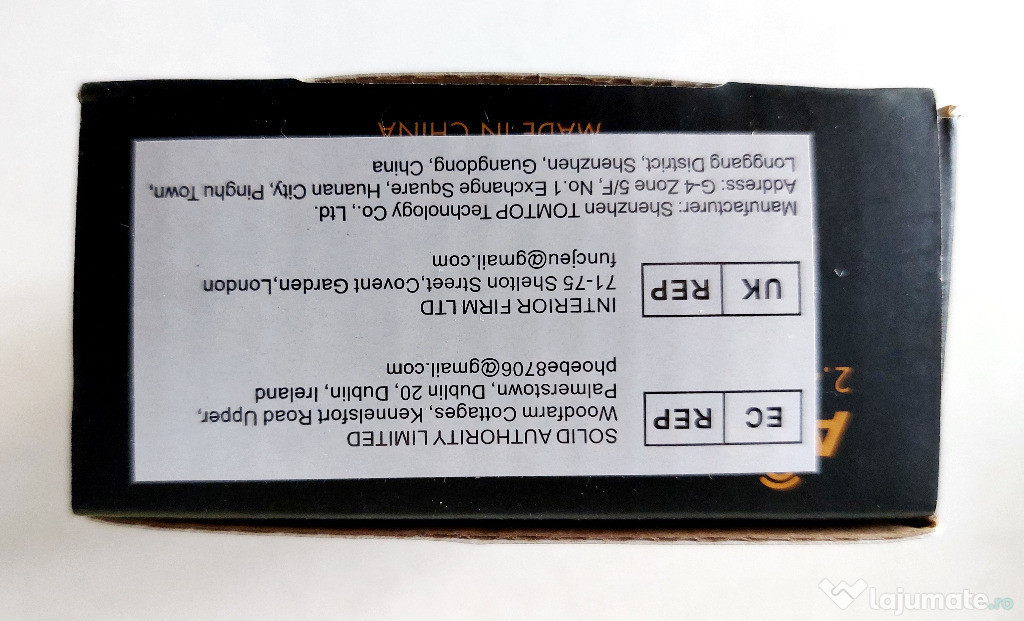 EC REP
SOLID AUTHORITY LIMITED
Woodfarm Cottages, Kennelsfort Road Upper,
Palmerstown, Dublin 20, Dublin, Ireland
phoebe8706@gmail.com
UK REP
INTERIOR FIRM LTD
71-75 Shelton Street,Covent Garden,London
funcjeu@gmail.com
Manufacturer: Shenzhen TOMTOP Technology Co., Ltd.
Address: G-4 Zone 5/F, No.1 Exchange Square, Huanan City, Pinghu Town,
Longgang District, Shenzhen, Guangdong, China
MADE IN CHINA
lajumate.ro